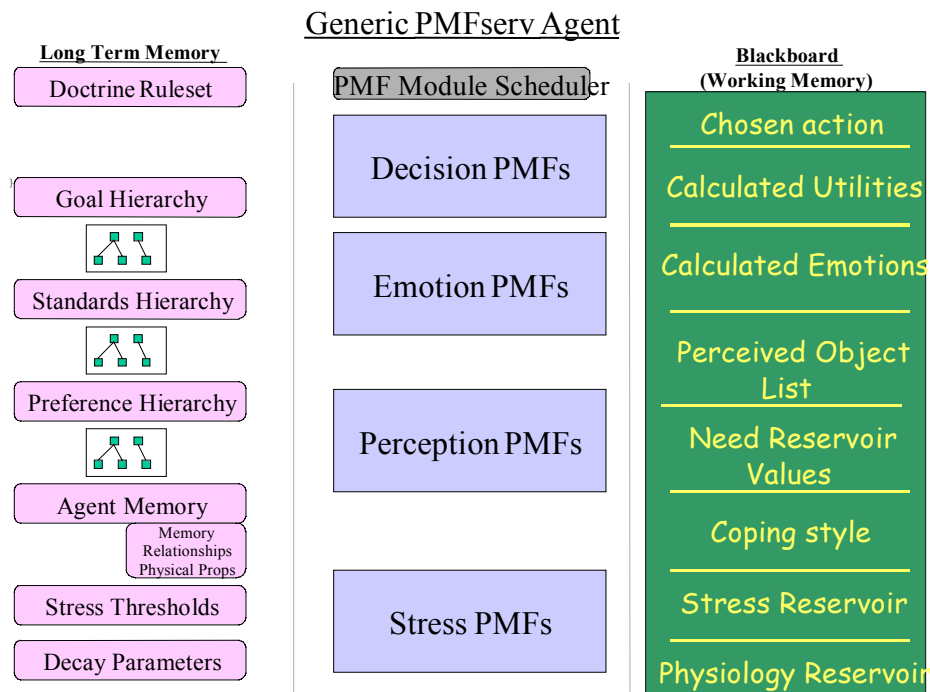 Generic PMFserv Agent
Long Term Memory
Doctrine Ruleset
Goal Hierarchy
Standards Hierarchy
Preference Hierarchy
Agent Memory
Memory
Relationships
Physical Props
Stress Thresholds
Decay Parameters
PMF Module Scheduler
Decision PMFs
Emotion PMFs
Perception PMFs
Stress PMFs
Blackboard
(Working Memory)
Chosen action
Calculated Utilities
Calculated Emotions
Perceived Object
List
Need Reservoir
Values
Coping style
Stress Reservoir
Physiology Reservoir